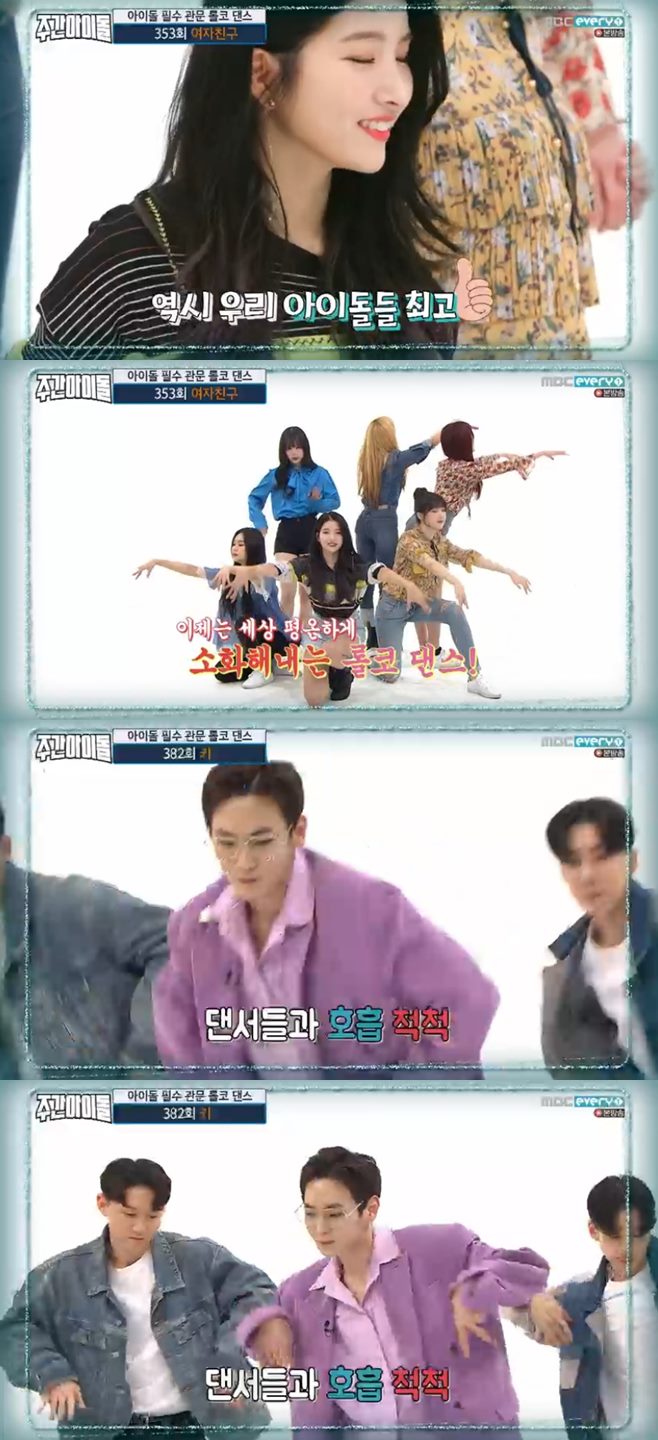 주간아이돌
아이돌 필수 관문 롤코 댄스
353회 여자친구
MBC every1
본방송
역시 우리 아이돌들 최고
주간아이돌
아이돌 필수 관문 롤코 댄스
353회 여자친구
MBC every1
본방송
이제는 세상 평온하게
소화해내는 롤코 댄스!
주간아이돌
아이돌 필수 관문 롤코 댄스
382회 키
MBC every1
본방송
댄서들과 호흡 척척
주간아이돌
아이돌 필수 관문 롤코 댄스
382회 키
MBC every1
본방송
댄서들과 호흡 척척